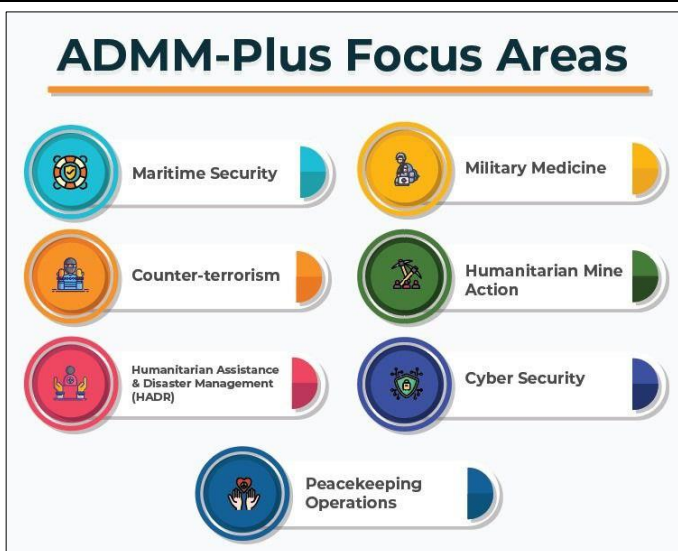 ADMM-Plus Focus Areas
Maritime Security
Military Medicine
Counter-terrorism
Humanitarian Mine
Action
Humanitarian Assistance
& Disaster Management
(HADR)
Cyber Security
Peacekeeping
Operations